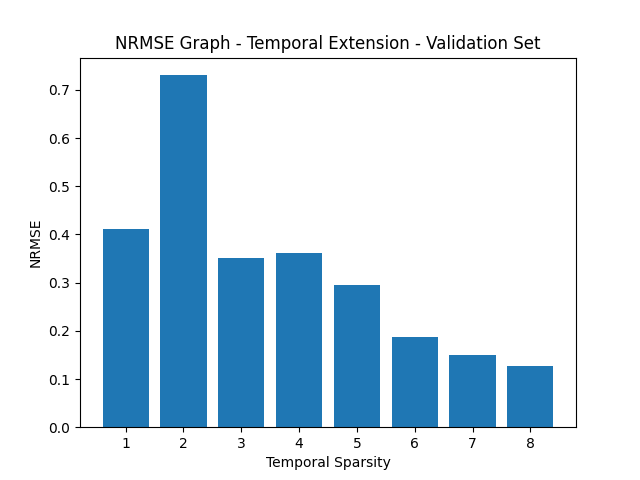 NRMSE Graph - Temporal Extension - Validation Set
0.7
0.6
0.5
0.4
0.3
0.2
0.1
0.0
NRMSE
1 2 3 4 5 6 7 8
Temporal Sparsity